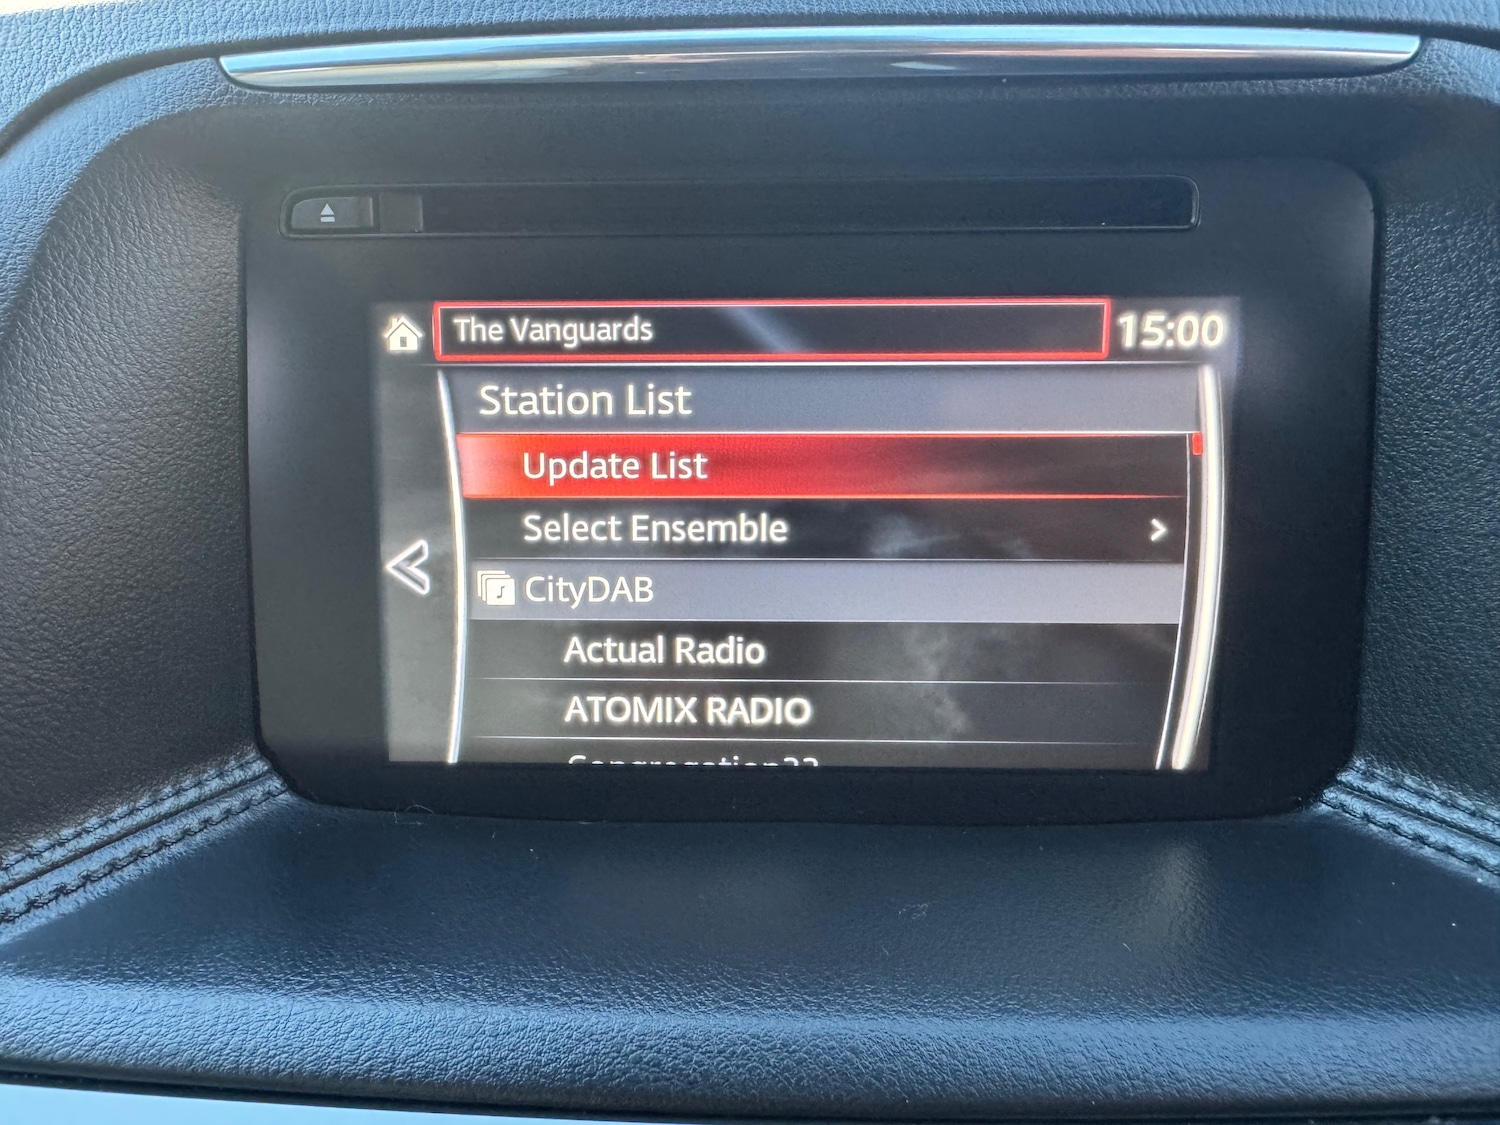 The Vanguards
15:00
Station List
Update List
Select Ensemble
CityDAB
Actual Radio
ATOMIX RADIO